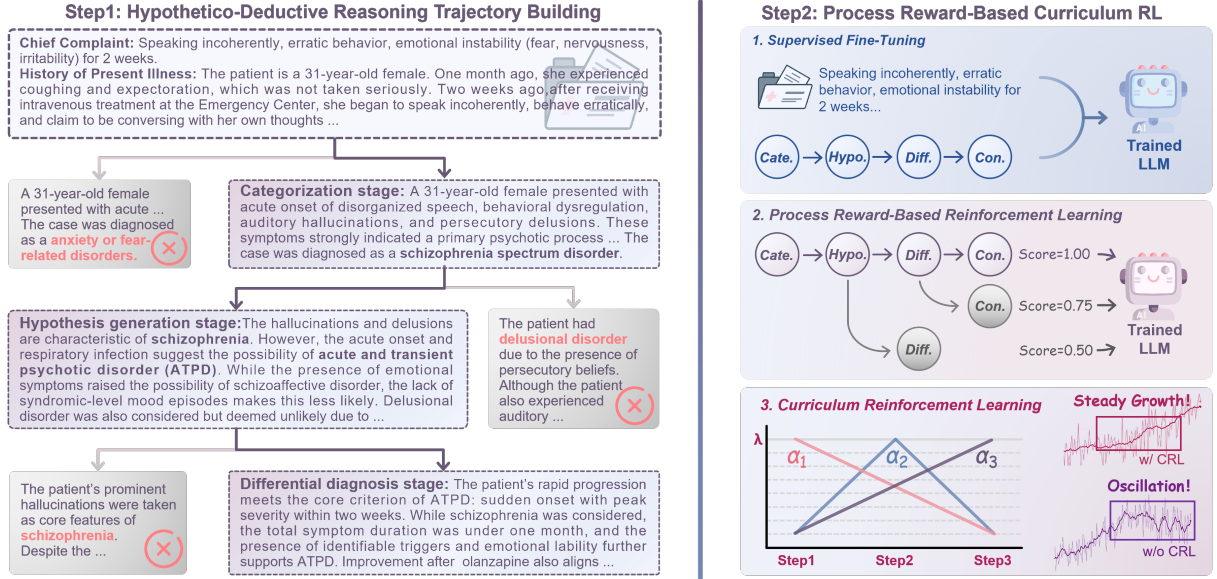 Step1: Hypothetico-Deductive Reasoning Trajectory Building
Chief Complaint: Speaking incoherently, erratic behavior, emotional instability (fear, nervousness,
irritability) for 2 weeks.
History of Present Illness: The patient is a 31-year-old female. One month ago, she experienced
coughing and expectoration, which was not taken seriously. Two weeks ago,after receiving
intravenous treatment at the Emergency Center, she began to speak incoherently, behave erratically,
and claim to be conversing with her own thoughts ...
A 31-year-old female
presented with acute ...
The case was diagnosed
as a anxiety or fear-
related disorders.
Categorization stage: A 31-year-old female presented with
acute onset of disorganized speech, behavioral dysregulation,
auditory hallucinations, and persecutory delusions. These
symptoms strongly indicated a primary psychotic process ... The
case was diagnosed as a schizophrenia spectrum disorder.
Hypothesis generation stage:The hallucinations and delusions
are characteristic of schizophrenia. However, the acute onset and
respiratory infection suggest the possibility of acute and transient
psychotic disorder (ATPD). While the presence of emotional
symptoms raised the possibility of schizoaffective disorder, the lack of
syndromic-level mood episodes makes this less likely. Delusional
disorder was also considered but deemed unlikely due to ...
The patient had
delusional disorder
due to the presence of
persecutory beliefs.
Although the patient
also experienced
auditory ...
The patient's prominent
hallucinations were taken
as core features of
schizophrenia.
Despite the ...
Differential diagnosis stage: The patient's rapid progression
meets the core criterion of ATPD: sudden onset with peak
severity within two weeks. While schizophrenia was considered,
the total symptom duration was under one month, and the
presence of identifiable triggers and emotional lability further
supports ATPD. Improvement after olanzapine also aligns ...
Step2: Process Reward-Based Curriculum RL
1. Supervised Fine-Tuning
Speaking incoherently, erratic
behavior, emotional instability for
2 weeks...
Cate. Hypo. Diff. Con.
AI
Trained
LLM
2. Process Reward-Based Reinforcement Learning
Cate. Hypo. Diff. Con. Score=1.00
Con. Score=0.75
Diff. Score=0.50
AI
Trained
LLM
3. Curriculum Reinforcement Learning
λ
α1 α2 α3
Step1 Step2 Step3
Steady Growth!
w/ CRL
Oscillation!
w/o CRL